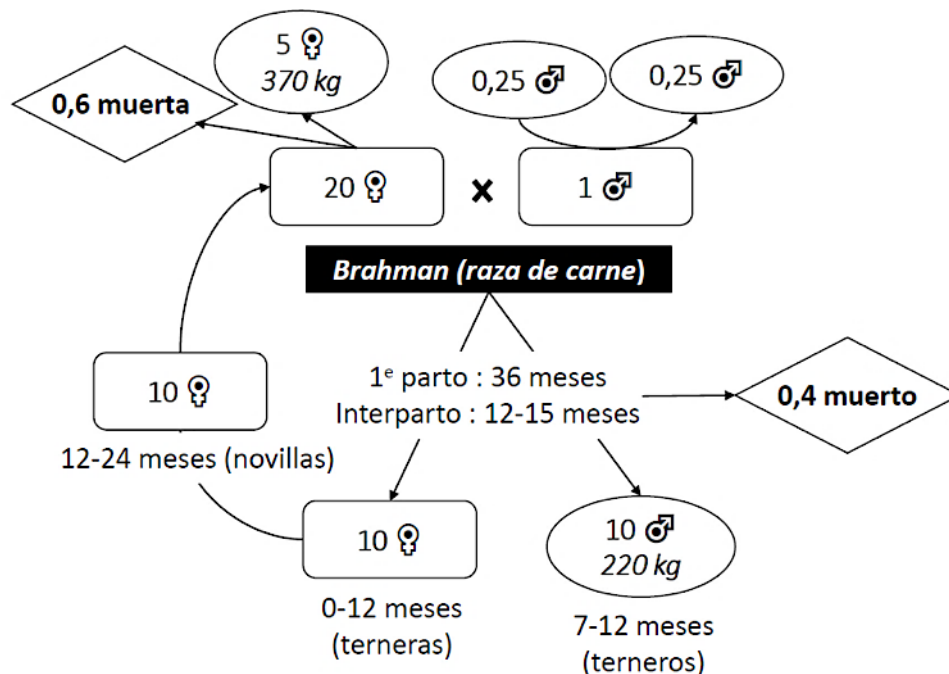 5 ♀
370 kg
0,25 ♂
0,25 ♂
0,6 muerta
20 ♀
×
1 ♂
Brahman (raza de carne)
1e parto : 36 meses
Interparto : 12-15 meses
0,4 muerto
10 ♀
12-24 meses (novillas)
10 ♀
0-12 meses
(terneras)
10 ♂
220 kg
7-12 meses
(terneros)